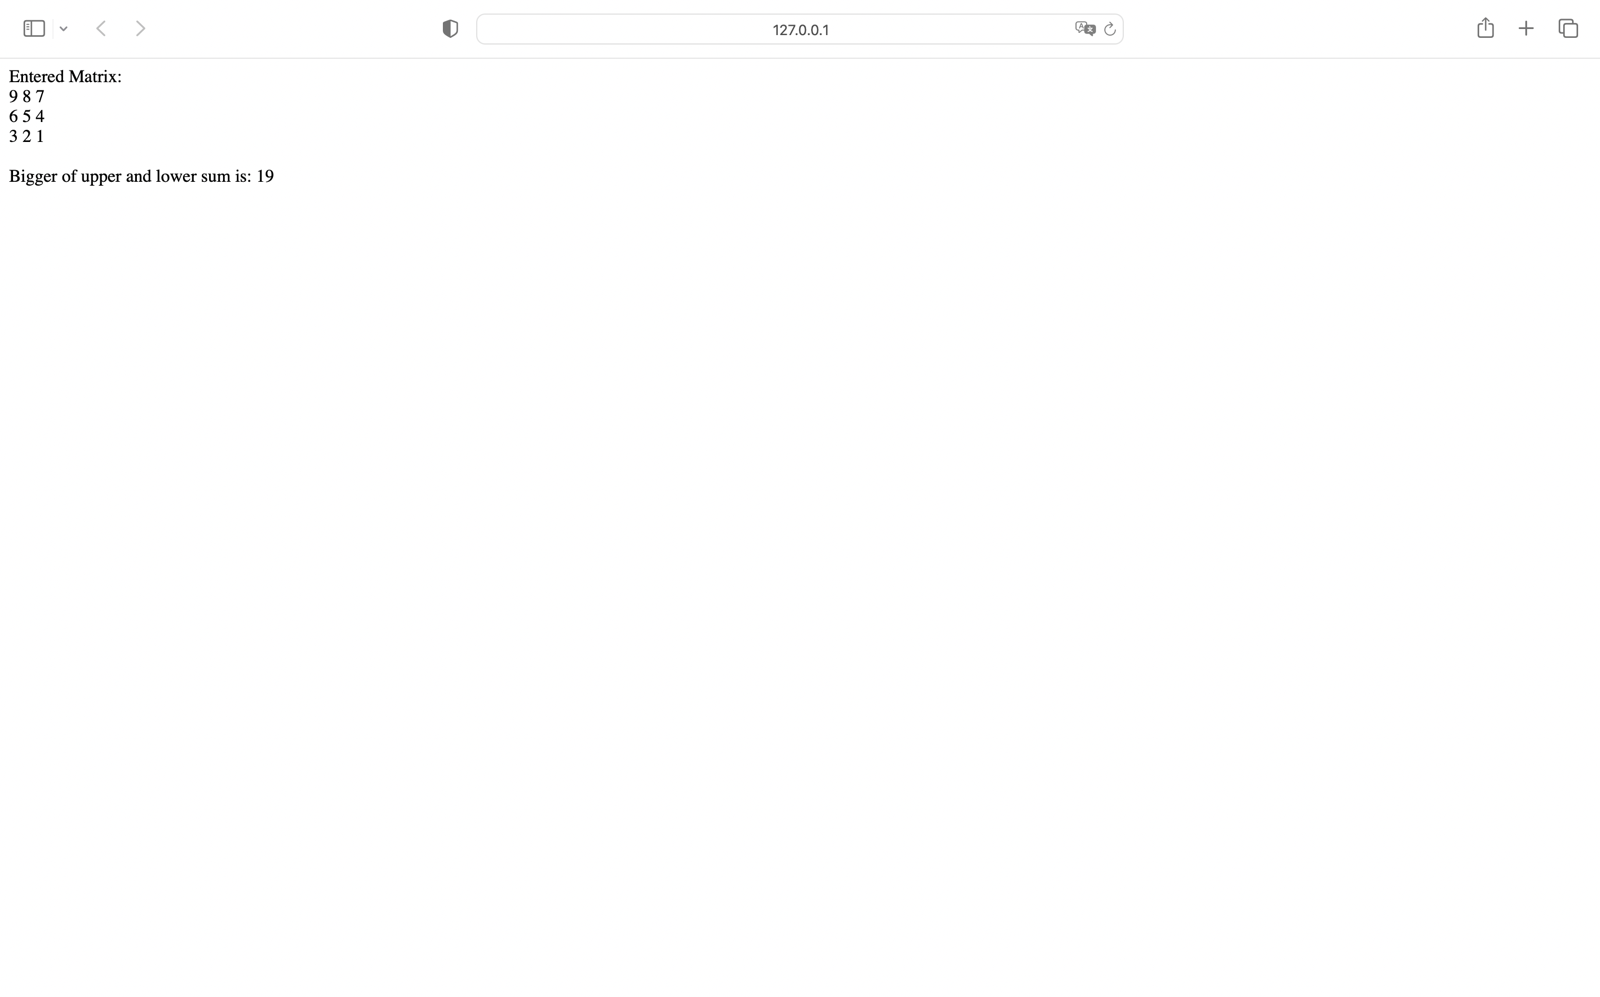 127.0.0.1
Entered Matrix:
9 8 7
6 5 4
3 2 1
Bigger of upper and lower sum is: 19